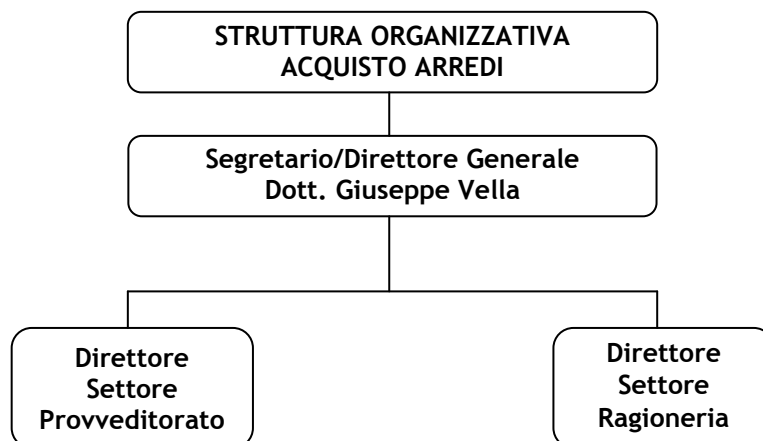 STRUTTURA ORGANIZZATIVA
ACQUISTO ARREDI
Segretario/Direttore Generale
Dott. Giuseppe Vella
Direttore
Settore
Provveditorato
Direttore
Settore
Ragioneria